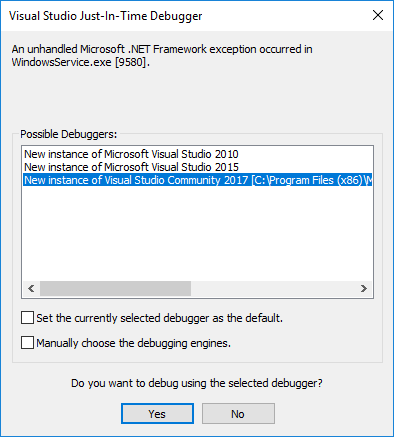 Visual Studio Just-In-Time Debugger
An unhandled Microsoft .NET Framework exception occurred in
WindowsService.exe [9580].
Possible Debuggers:
New instance of Microsoft Visual Studio 2010
New instance of Microsoft Visual Studio 2015
New instance of Visual Studio Community 2017 [C:\Program Files (x86)\M
Set the currently selected debugger as the default.
Manually choose the debugging engines.
Do you want to debug using the selected debugger?
Yes
No